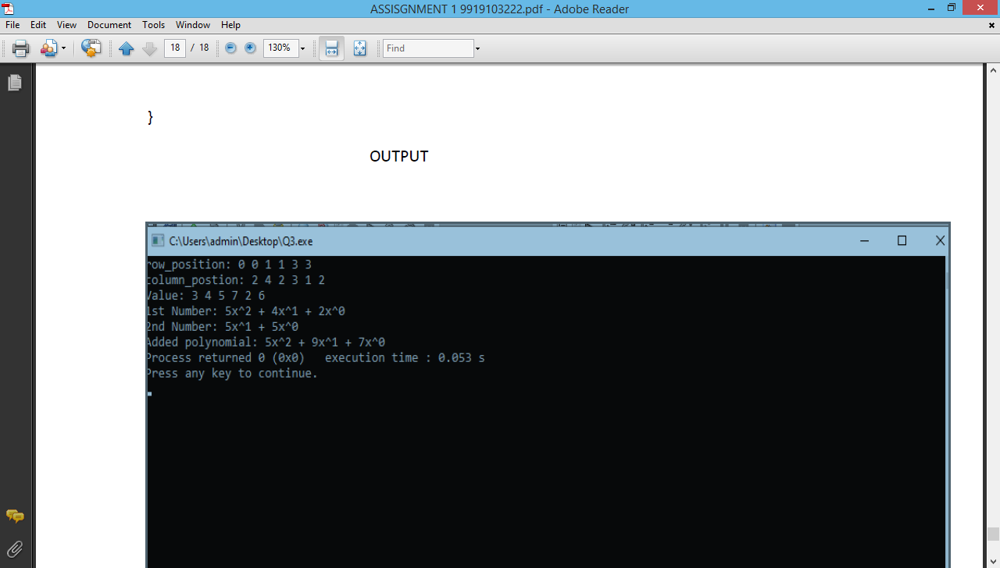 ASSISGNMENT 1 9919103222.pdf - Adobe Reader
File Edit View Document Tools Window Help
18 / 18 130% Find
}
OUTPUT
C:\Users\admin\Desktop\Q3.exe
row_position: 0 0 1 1 3 3
column_postion: 2 4 2 3 1 2
Value: 3 4 5 7 2 6
1st Number: 5x^2 + 4x^1 + 2x^0
2nd Number: 5x^1 + 5x^0
Added polynomial: 5x^2 + 9x^1 + 7x^0
Process returned 0 (0x0) execution time : 0.053 s
Press any key to continue.